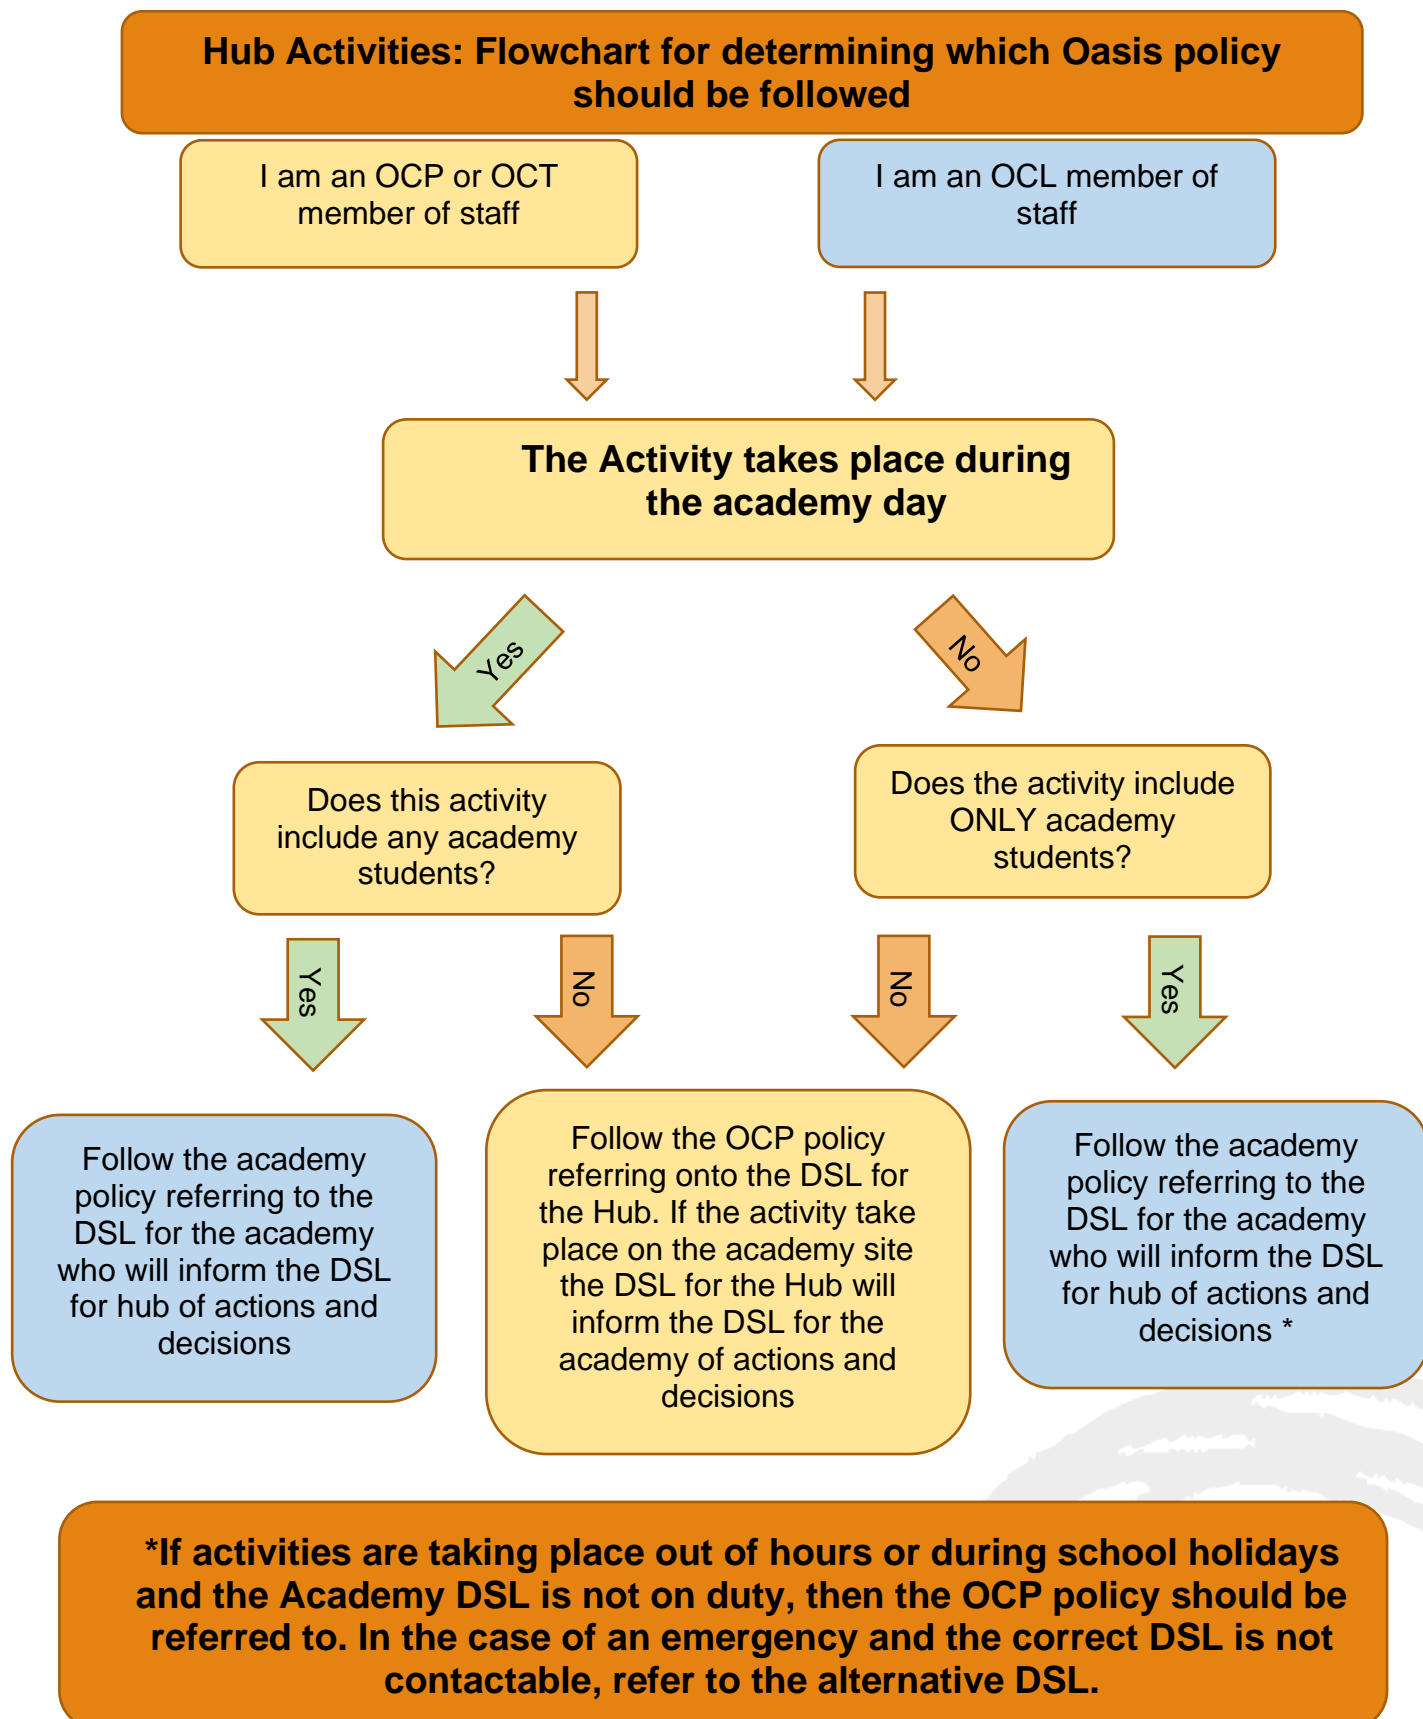 Hub Activities: Flowchart for determining which Oasis policy
should be followed
I am an OCP or OCT
member of staff
I am an OCL member of
staff
The Activity takes place during
the academy day
Yes
No
Does this activity
include any academy
students?
Does the activity include
ONLY academy
students?
Yes
No
No
Yes
Follow the academy
policy referring to the
DSL for the academy
who will inform the DSL
for hub of actions and
decisions
Follow the OCP policy
referring onto the DSL for
the Hub. If the activity take
place on the academy site
the DSL for the Hub will
inform the DSL for the
academy of actions and
decisions
Follow the academy
policy referring to the
DSL for the academy
who will inform the DSL
for hub of actions and
decisions *
*If activities are taking place out of hours or during school holidays
and the Academy DSL is not on duty, then the OCP policy should be
referred to. In the case of an emergency and the correct DSL is not
contactable, refer to the alternative DSL.